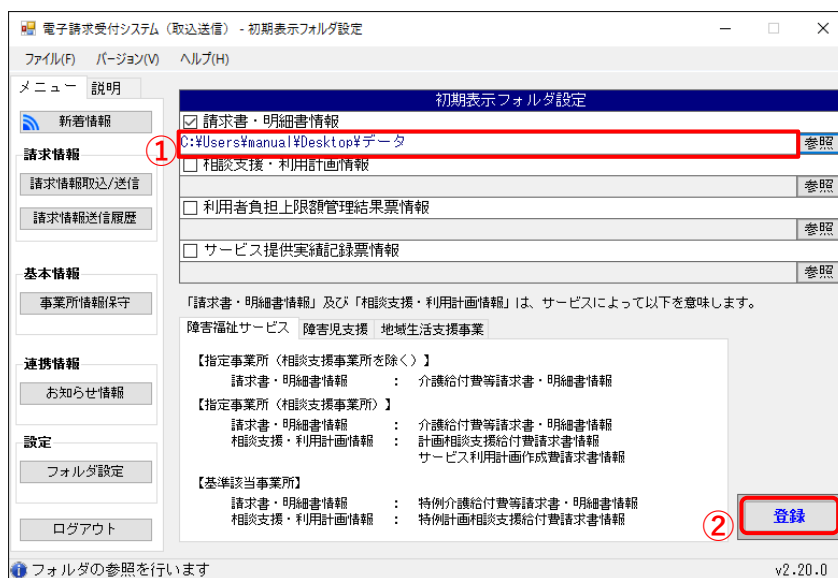 電子請求受付システム（取込送信） - 初期表示フォルダ設定
ファイル(F) バージョン(V) ヘルプ(H)
メニュー 説明
新着情報
請求情報
請求情報取込/送信
請求情報送信履歴
基本情報
事業所情報保守
連携情報
お知らせ情報
設定
フォルダ設定
ログアウト
初期表示フォルダ設定
請求書・明細書情報
①
C:¥Users¥manual¥Desktop¥データ 参照
相談支援・利用計画情報
参照
利用者負担上限額管理結果票情報
参照
サービス提供実績記録票情報
参照
「請求書・明細書情報」及び「相談支援・利用計画情報」は、サービスによって以下を意味します。
障害福祉サービス 障害児支援 地域生活支援事業
【指定事業所（相談支援事業所を除く）】
請求書・明細書情報 ： 介護給付費等請求書・明細書情報
【指定事業所（相談支援事業所）】
請求書・明細書情報 ： 介護給付費等請求書・明細書情報
相談支援・利用計画情報 ： 計画相談支援給付費請求書情報
サービス利用計画作成費請求書情報
【基準該当事業所】
請求書・明細書情報 ： 特例介護給付費等請求書・明細書情報
相談支援・利用計画情報 ： 特例計画相談支援給付費請求書情報
②
登録
フォルダの参照を行います v2.20.0